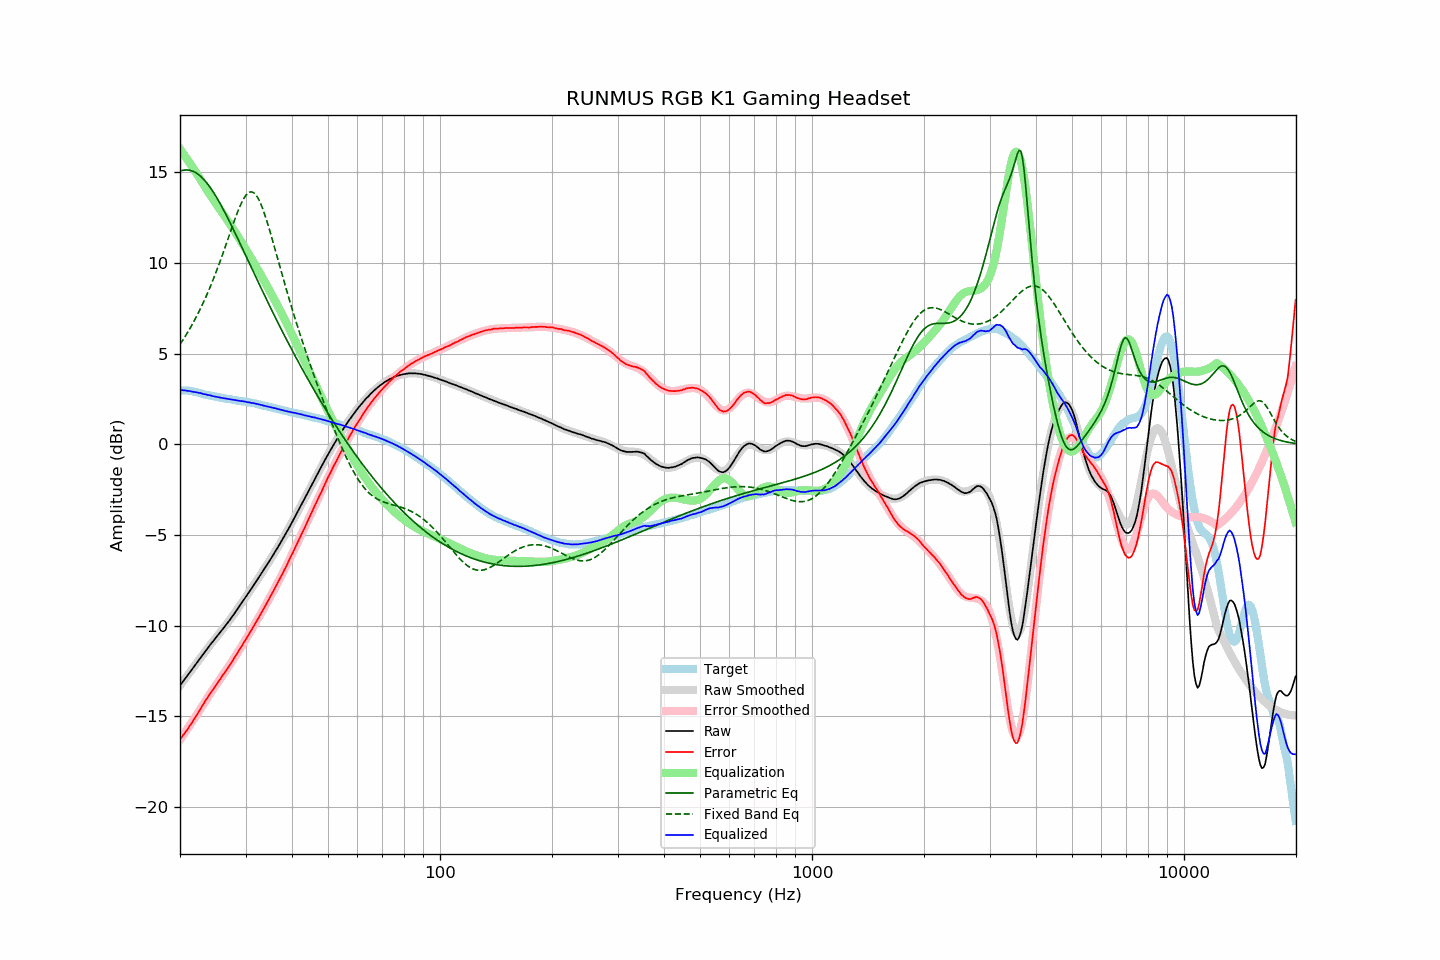 RUNMUS RGB K1 Gaming Headset
Amplitude (dBr)
15
10
5
0
−5
−10
−15
−20
Target
Raw Smoothed
Error Smoothed
Raw
Error
Equalization
Parametric Eq
Fixed Band Eq
Equalized
100
1000
10000
Frequency (Hz)